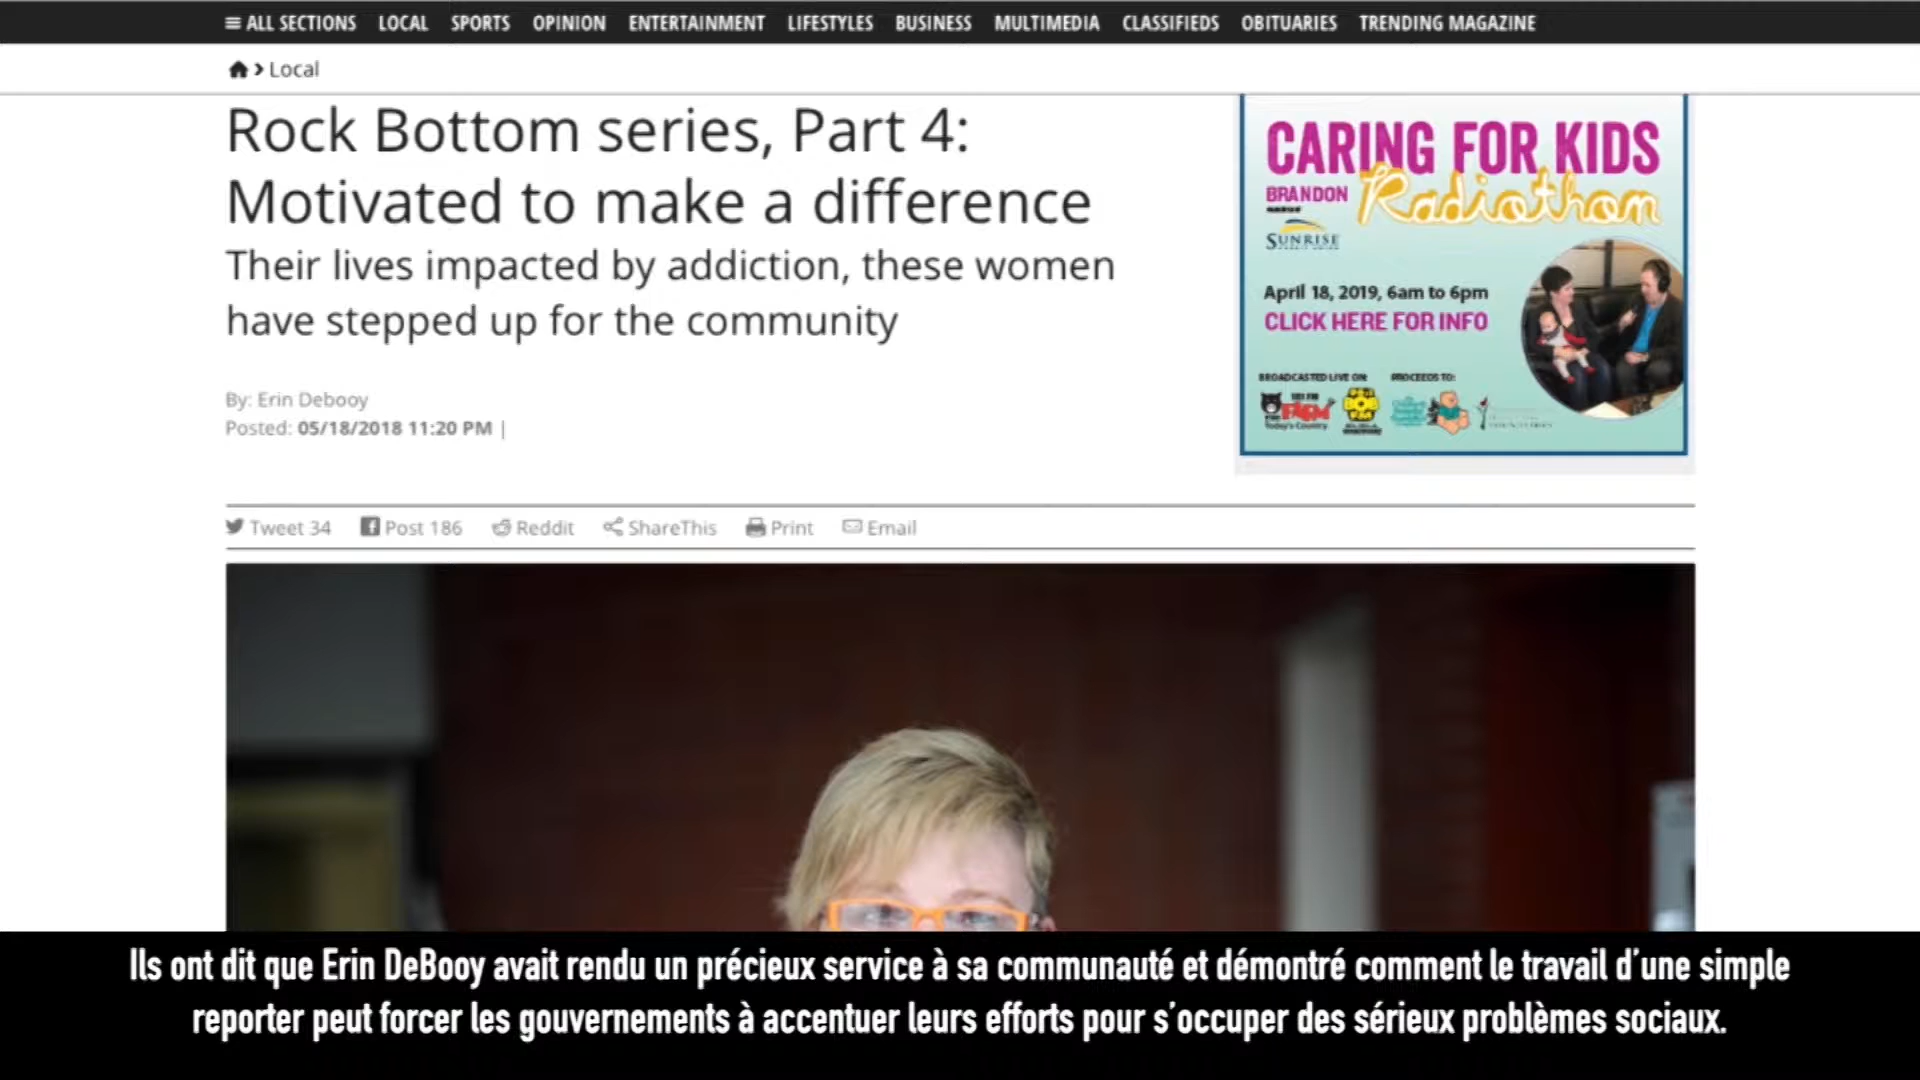 ALL SECTIONS LOCAL SPORTS OPINION ENTERTAINMENT LIFESTYLES BUSINESS MULTIMEDIA CLASSIFIEDS OBITUARIES TRENDING MAGAZINE
Local
Rock Bottom series, Part 4:
Motivated to make a difference
Their lives impacted by addiction, these women
have stepped up for the community
By: Erin Debooy
Posted: 05/18/2018 11:20 PM |
CARING FOR KIDS
BRANDON Radiothon
SUNRISE
April 18, 2019, 6am to 6pm
CLICK HERE FOR INFO
BROADCASTED LIVE ON: PROCEEDS TO:
Tweet 34 Post 186 Reddit ShareThis Print Email
Ils ont dit que Erin DeBooy avait rendu un précieux service à sa communauté et démontré comment le travail d’une simple
reporter peut forcer les gouvernements à accentuer leurs efforts pour s’occuper des sérieux problèmes sociaux.